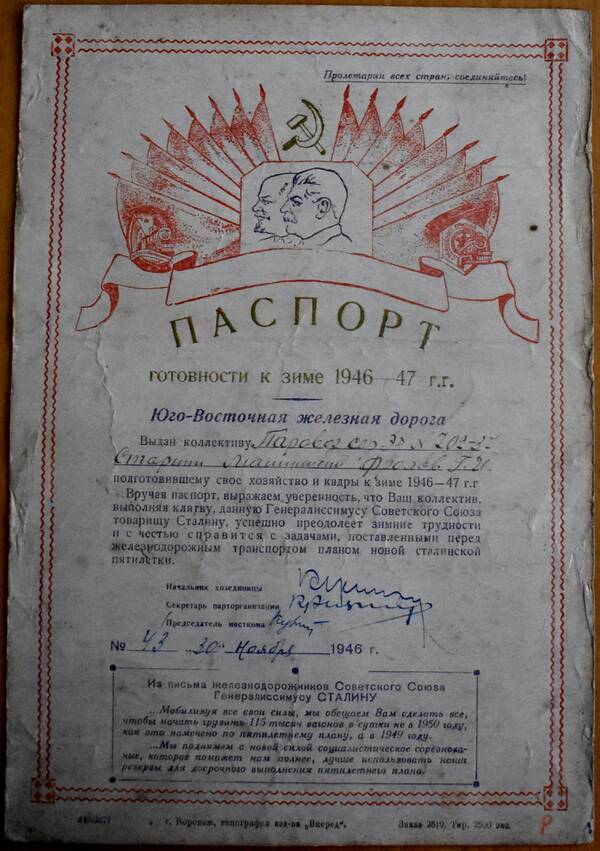 Пролетарии всех стран, соединяйтесь!
ПАСПОРТ
ГОТОВНОСТИ К ЗИМЕ 1946—47 г.г.
Юго-Восточная железная дорога
Выдан коллективу Паровоз сер.
Старший машинист Фролов Г. И.
подготовившему свое хозяйство и кадры к зиме 1946—47 г.г
Вручая паспорт, выражаем уверенность, что Ваш коллектив,
выполняя клятву, данную Генералиссимусу Советского Союза
товарищу Сталину, успешно преодолеет зимние трудности
и с честью справится с задачами, поставленными перед
железнодорожным транспортом планом новой сталинской
пятилетки.
Начальник хозединицы
Секретарь парторганизации
Председатель месткома
№ 43 „30“ ноября 1946 г.
Из письма железнодорожников Советского Союза
Генералиссимусу СТАЛИНУ
„...Мобилизуя все свои силы, мы обещаем Вам сделать все,
чтобы начать грузить 115 тысяч вагонов в сутки не в 1950 году,
как это намечено по пятилетнему плану, а в 1949 году.
...Мы поднимем с новой силой социалистическое соревнова-
ние, которое поможет нам полнее, лучше использовать наши
резервы для досрочного выполнения пятилетнего плана.
г. Воронеж, типография изд-ва „Вперед“. Заказ 2619. Тир. 2500 экз.